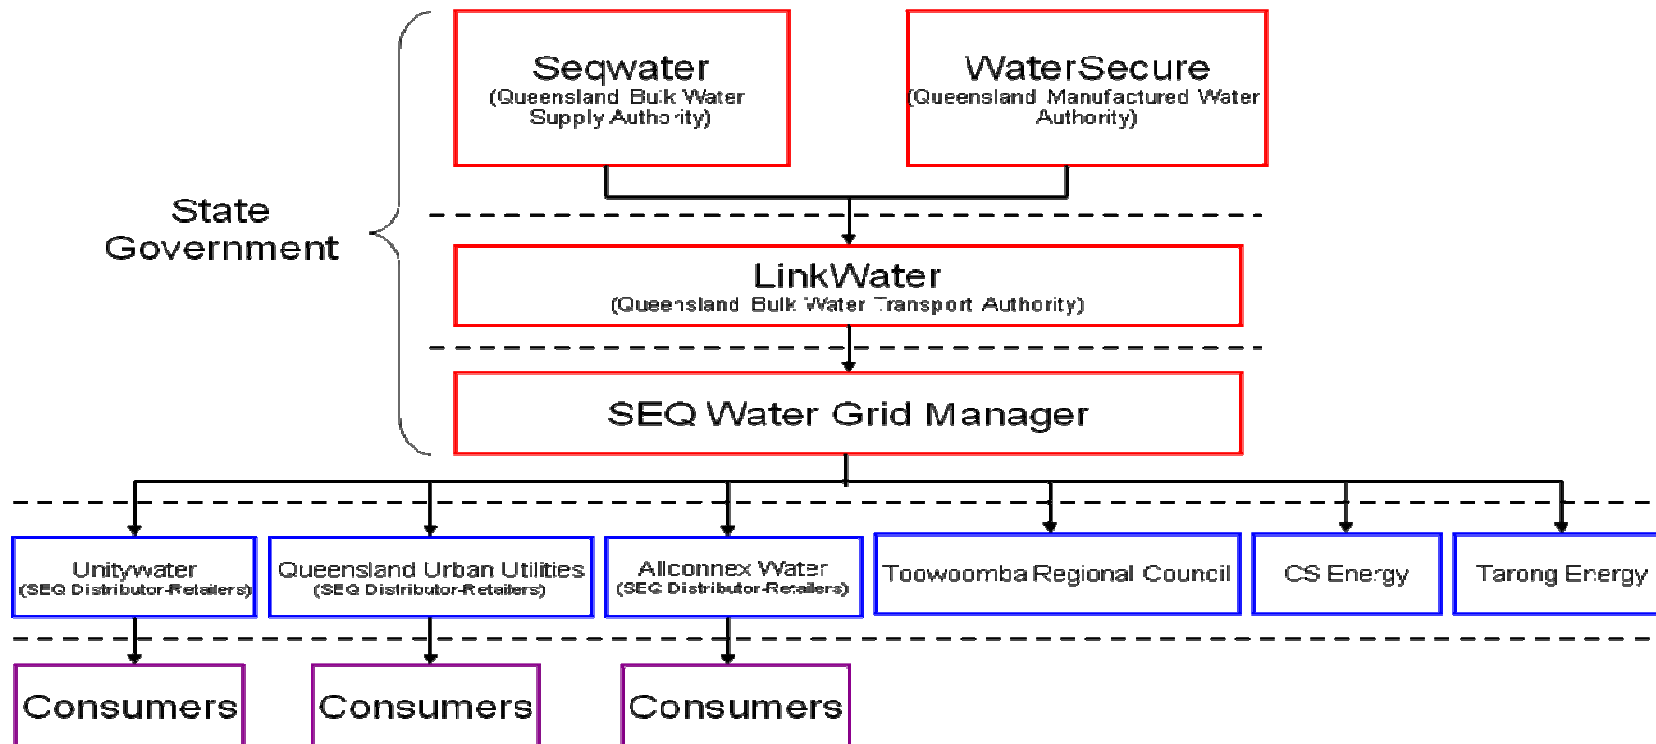 Seqwater
(Queensland Bulk Water
Supply Authority)
WaterSecure
(Queensland Manufactured Water
Authority)
State
Government
LinkWater
(Queensland Bulk Water Transport Authority)
SEQ Water Grid Manager
Unitywater
(SEQ Distributor-Retailers)
Queensland Urban Utilities
(SEQ Distributor-Retailers)
Allconnex Water
(SEQ Distributor-Retailers)
Toowoomba Regional Council
CS Energy
Tarong Energy
Consumers
Consumers
Consumers